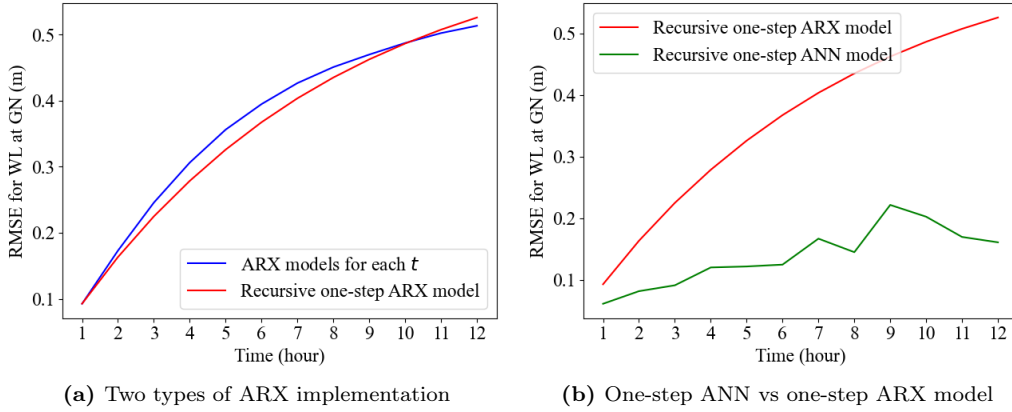 RMSE for WL at GN (m)
0.5
0.4
0.3
0.2
0.1
ARX models for each t
Recursive one-step ARX model
1 2 3 4 5 6 7 8 9 10 11 12
Time (hour)
(a) Two types of ARX implementation
RMSE for WL at GN (m)
0.5
0.4
0.3
0.2
0.1
Recursive one-step ARX model
Recursive one-step ANN model
1 2 3 4 5 6 7 8 9 10 11 12
Time (hour)
(b) One-step ANN vs one-step ARX model